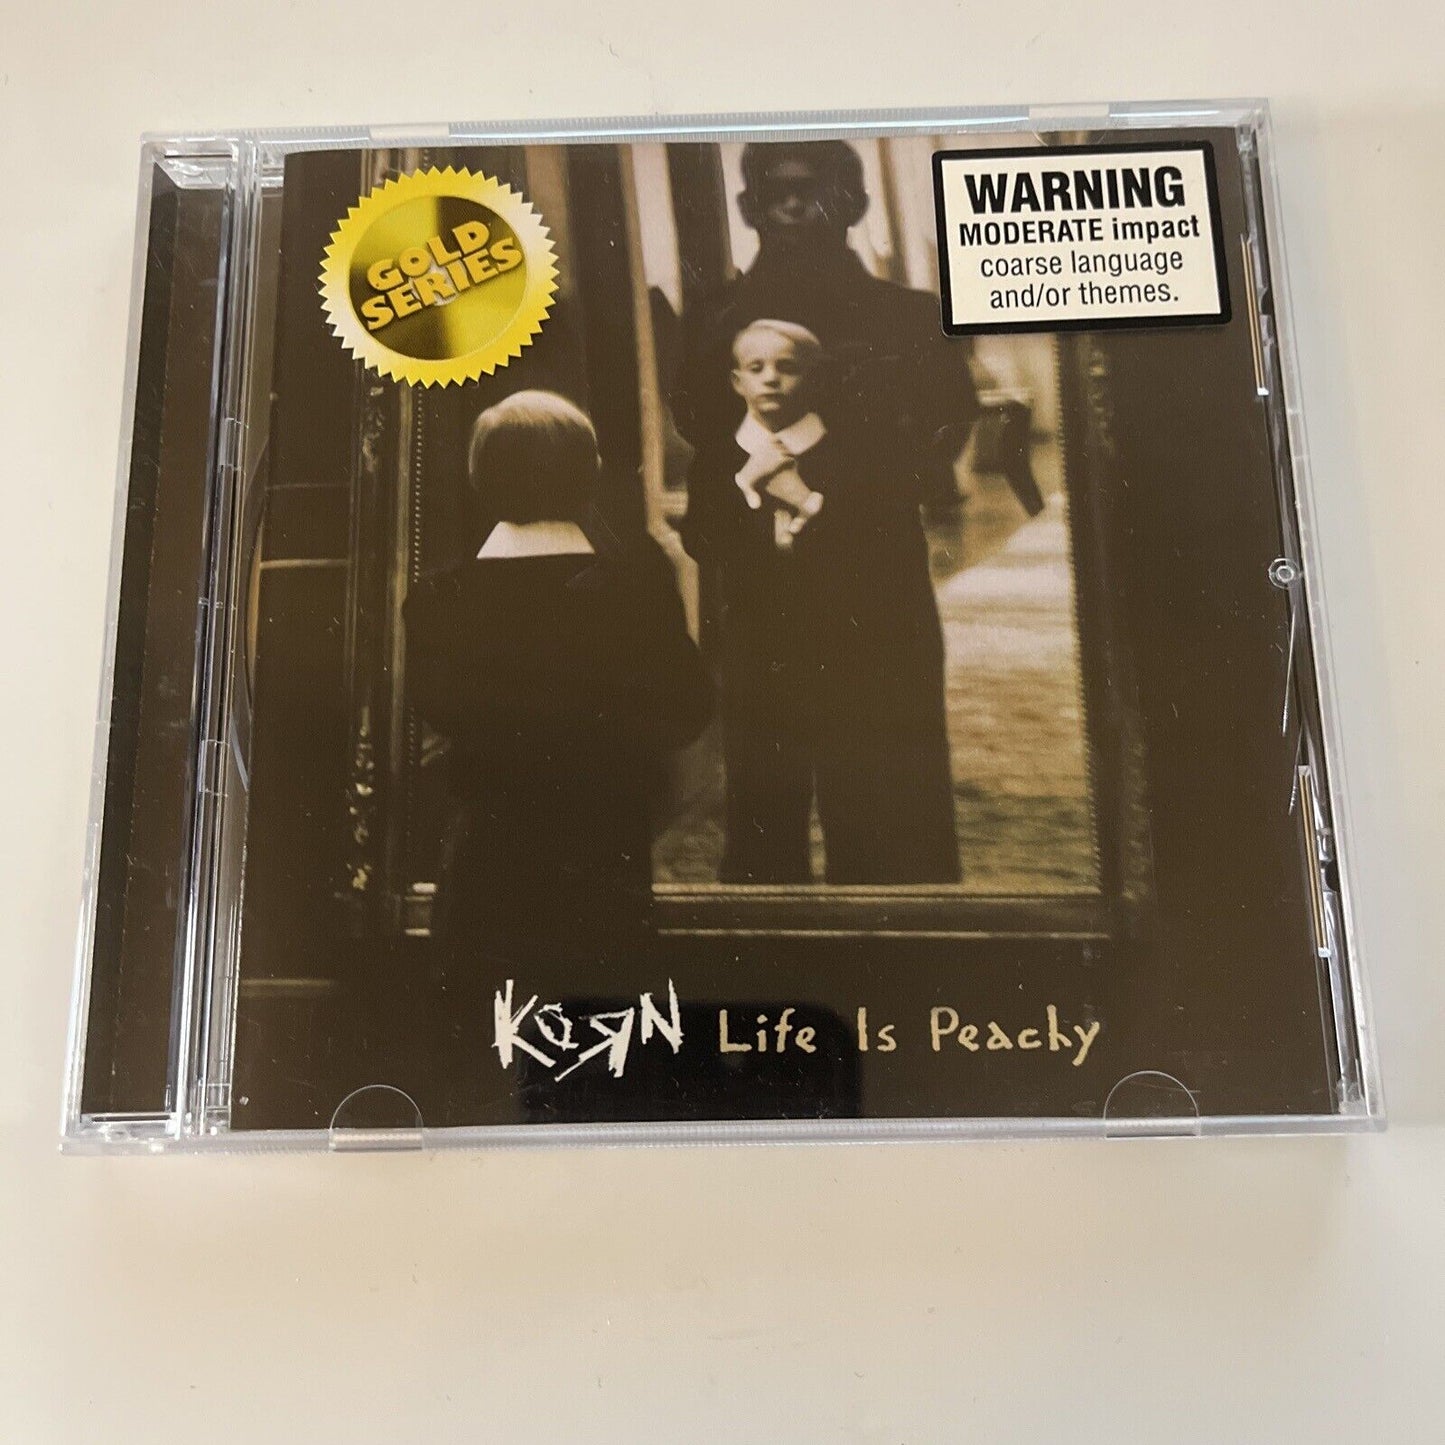 GOLD
SERIES
WARNING
MODERATE impact
coarse language
and/or themes.
KoЯN Life Is Peachy